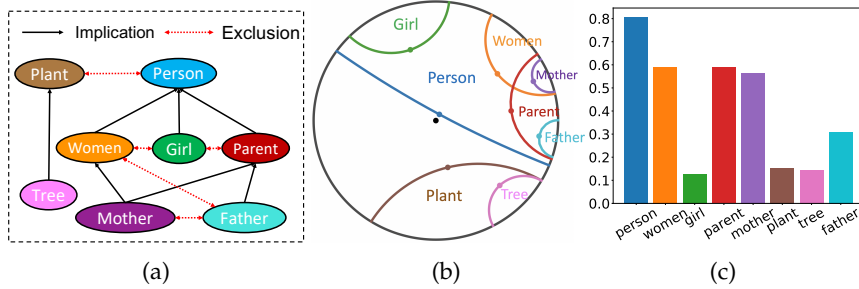 Implication
Exclusion
Plant
Person
Women
Girl
Parent
Tree
Mother
Father
(a)
Girl
Women
Person
Mother
Parent
Father
Plant
Tree
(b)
0.8
0.7
0.6
0.5
0.4
0.3
0.2
0.1
0.0
person
women
girl
parent
mother
plant
tree
father
(c)